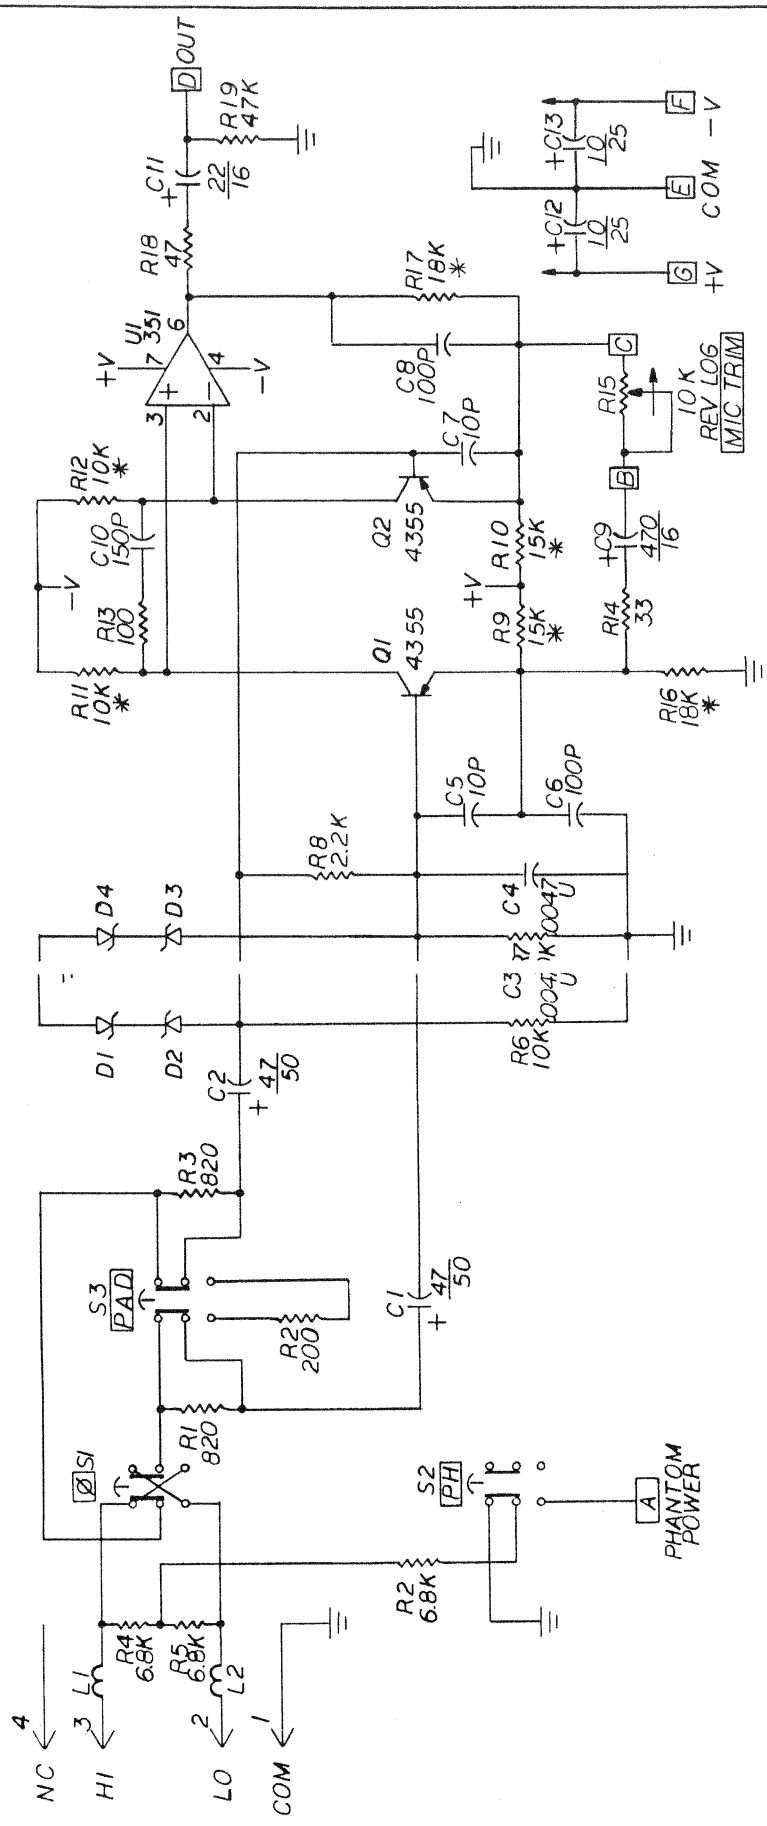 NC
4
HI
3
L1
R4
6.8K
R5
6.8K
LO
2
L2
COM
1
Ø
S1
R1
820
R2
6.8K
S2
PH
A
PHANTOM
POWER
S3
PAD
R2
200
R3
820
C1
47
50
+
C2
47
50
+
D1
D2
D4
D3
R6
10K
C3
.0047
U
C4
.0047
U
R8
2.2K
C5
10P
C6
100P
R11
10K
*
R13
100
C10
150P
R12
10K
*
-V
Q1
4355
Q2
4355
R9
15K
*
+V
R10
15K
*
C7
10P
C8
100P
R17
18K
*
R16
18K
*
R14
33
+C9
470
16
B
R15
C
10K
REV LOG
MIC TRIM
+V
U1
351
3
2
7
6
4
+
-
-V
R18
47
+
C11
22
16
R19
47K
D
OUT
+C12
10
25
+C13
10
25
G
+V
E
COM
F
-V